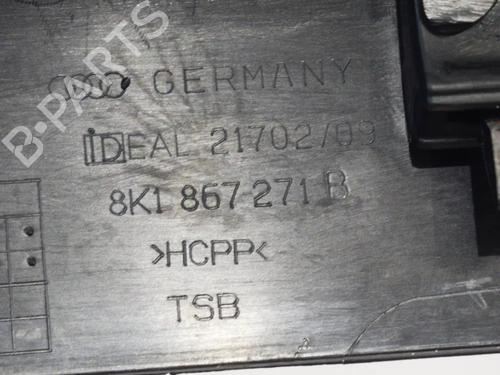 GERMANY
IDEAL 21702/09
8K1 867 271 B
>HCPP<
TSB
B-PARTS